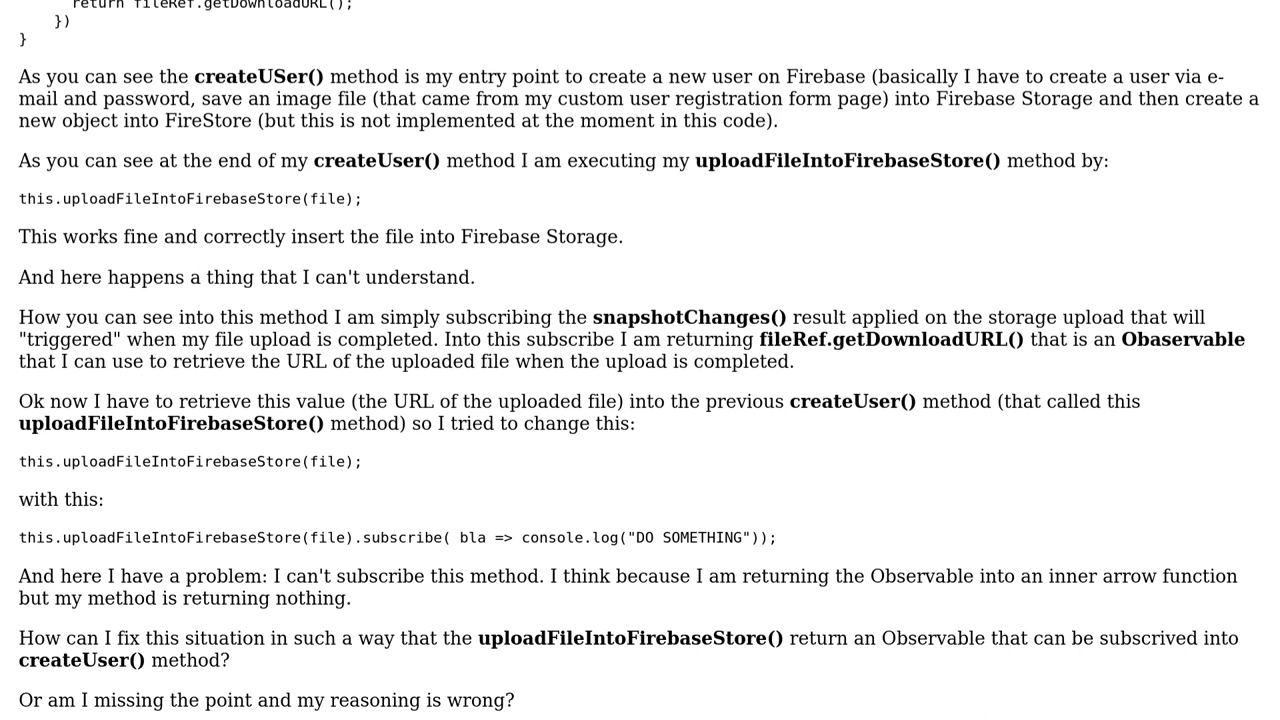 return fileRef.getDownloadURL();
})
}
As you can see the createUSer() method is my entry point to create a new user on Firebase (basically I have to create a user via e-
mail and password, save an image file (that came from my custom user registration form page) into Firebase Storage and then create a
new object into FireStore (but this is not implemented at the moment in this code).
As you can see at the end of my createUser() method I am executing my uploadFileIntoFirebaseStore() method by:
this.uploadFileIntoFirebaseStore(file);
This works fine and correctly insert the file into Firebase Storage.
And here happens a thing that I can't understand.
How you can see into this method I am simply subscribing the snapshotChanges() result applied on the storage upload that will
"triggered" when my file upload is completed. Into this subscribe I am returning fileRef.getDownloadURL() that is an Obaservable
that I can use to retrieve the URL of the uploaded file when the upload is completed.
Ok now I have to retrieve this value (the URL of the uploaded file) into the previous createUser() method (that called this
uploadFileIntoFirebaseStore() method) so I tried to change this:
this.uploadFileIntoFirebaseStore(file);
with this:
this.uploadFileIntoFirebaseStore(file).subscribe( bla => console.log("DO SOMETHING"));
And here I have a problem: I can't subscribe this method. I think because I am returning the Observable into an inner arrow function
but my method is returning nothing.
How can I fix this situation in such a way that the uploadFileIntoFirebaseStore() return an Observable that can be subscrived into
createUser() method?
Or am I missing the point and my reasoning is wrong?